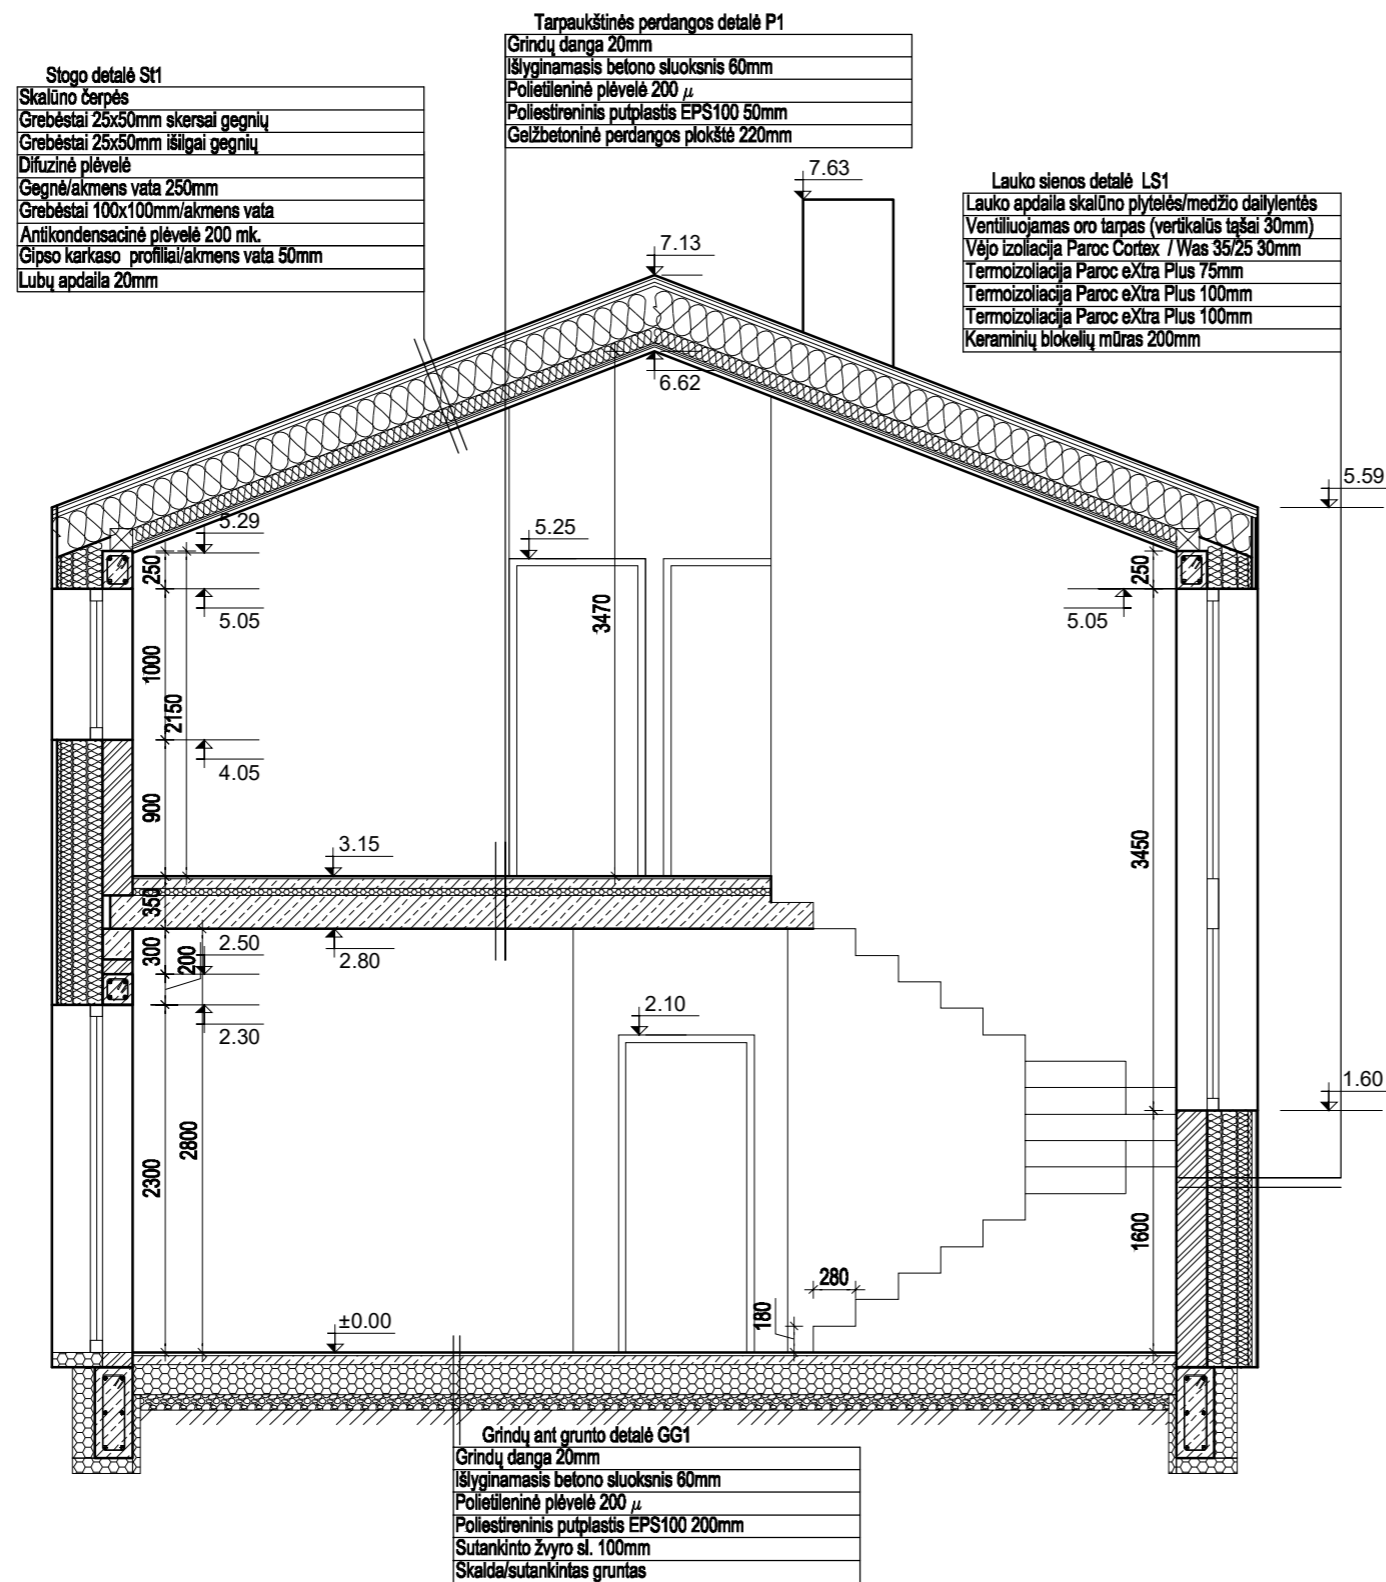 Tarpaukštinės perdangos detalė P1
Grindų danga 20mm
Išlyginamasis betono sluoksnis 60mm
Polietileninė plėvelė 200 μ
Poliestireninis putplastis EPS100 50mm
Gelžbetoninė perdangos plokštė 220mm
Stogo detalė St1
Skalūno čerpės
Grebėstai 25x50mm skersai gegnių
Grebėstai 25x50mm išilgai gegnių
Difuzinė plėvelė
Gegnė/akmens vata 250mm
Grebėstai 100x100mm/akmens vata
Antikondensacinė plėvelė 200 mk.
Gipso karkaso profiliai/akmens vata 50mm
Lubų apdaila 20mm
Lauko sienos detalė LS1
Lauko apdaila skalūno plytelės/medžio dailylentės
Ventiliuojamas oro tarpas (vertikalūs tąšai 30mm)
Vėjo izoliacija Paroc Cortex / Was 35/25 30mm
Termoizoliacija Paroc eXtra Plus 75mm
Termoizoliacija Paroc eXtra Plus 100mm
Termoizoliacija Paroc eXtra Plus 100mm
Keraminių blokelių mūras 200mm
7.63
7.13
6.62
5.59
5.29
5.25
250
250
5.05
5.05
3470
1000
2150
4.05
900
3450
3.15
350
300
200
2.50
2.80
2.30
2.10
1.60
2800
2300
1600
280
180
±0.00
Grindų ant grunto detalė GG1
Grindų danga 20mm
Išlyginamasis betono sluoksnis 60mm
Polietileninė plėvelė 200 μ
Poliestireninis putplastis EPS100 200mm
Sutankinto žvyro sl. 100mm
Skalda/sutankintas gruntas